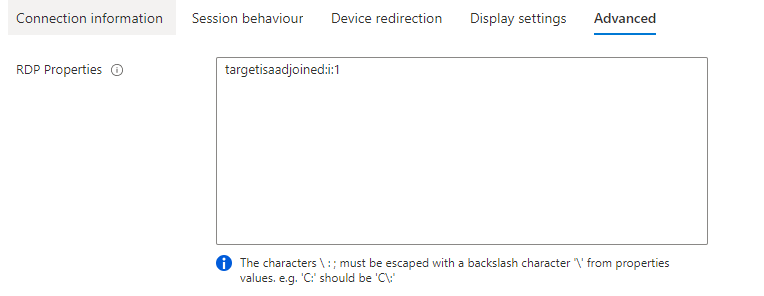 Connection information Session behaviour Device redirection Display settings Advanced
RDP Properties targetisaadjoined:i:1
The characters \ : ; must be escaped with a backslash character '\' from properties
values. e.g. 'C:' should be 'C\:'